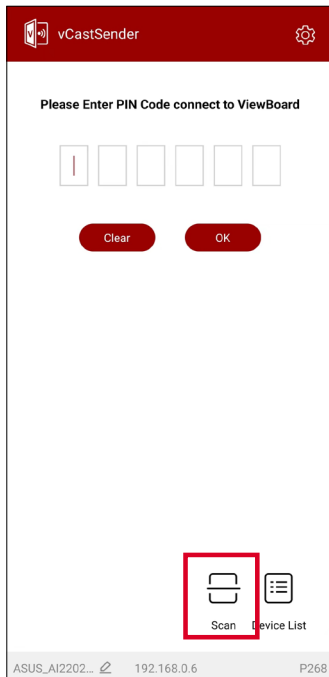 vCastSender
Please Enter PIN Code connect to ViewBoard
Clear OK
Scan Device List
ASUS_AI2202... 192.168.0.6 P268